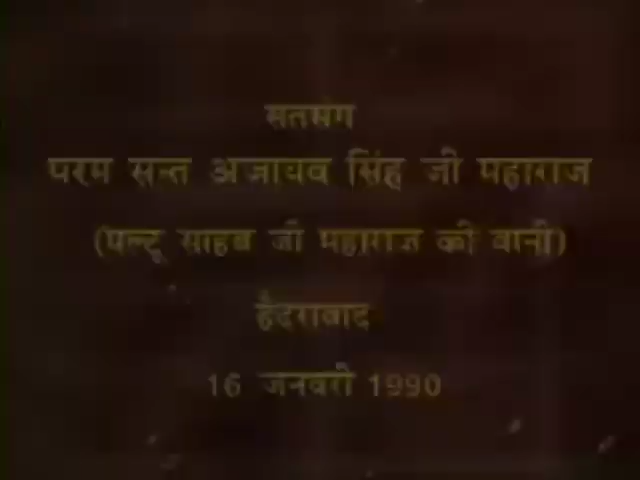 सतसंग
परम सन्त अजायब सिंह जी महाराज
(पल्टू साहब जी महाराज की बानी)
हैदराबाद
16 जनवरी 1990